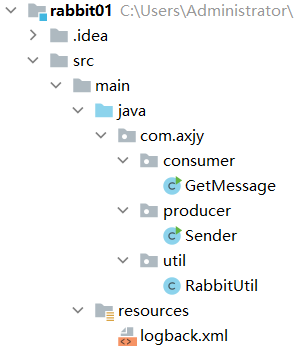 rabbit01 C:\Users\Administrator\
.idea
src
main
java
com.axjy
consumer
GetMessage
producer
Sender
util
RabbitUtil
resources
logback.xml